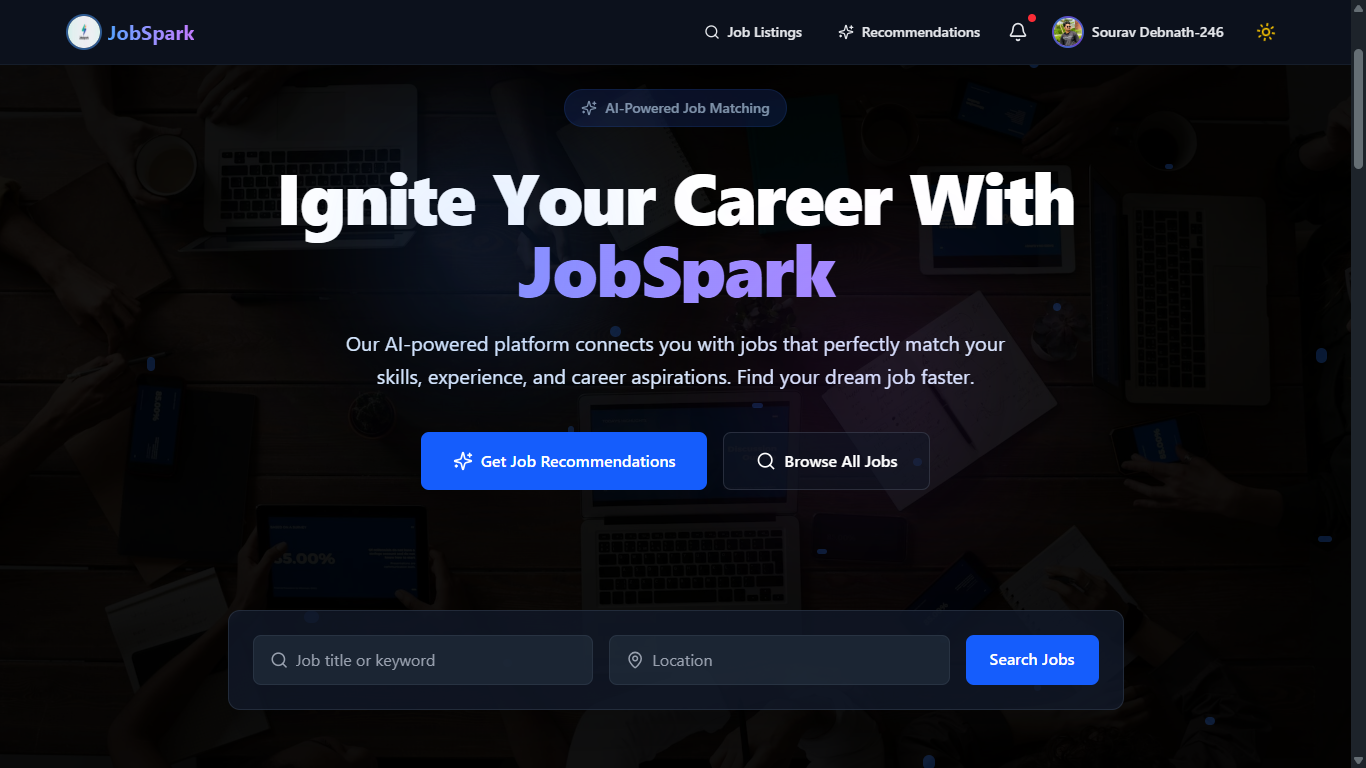 JobSpark
Job Listings
Recommendations
Sourav Debnath-246
AI-Powered Job Matching
Ignite Your Career With
JobSpark
Our AI-powered platform connects you with jobs that perfectly match your
skills, experience, and career aspirations. Find your dream job faster.
Get Job Recommendations
Browse All Jobs
Job title or keyword
Location
Search Jobs